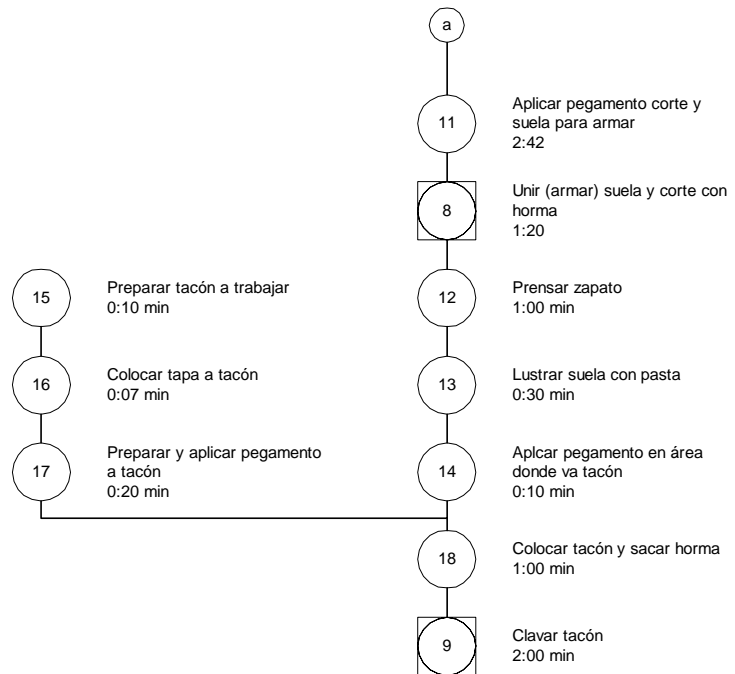 a
11
Aplicar pegamento corte y
suela para armar
2:42
8
Unir (armar) suela y corte con
horma
1:20
15
Preparar tacón a trabajar
0:10 min
12
Prensar zapato
1:00 min
16
Colocar tapa a tacón
0:07 min
13
Lustrar suela con pasta
0:30 min
17
Preparar y aplicar pegamento
a tacón
0:20 min
14
Aplcar pegamento en área
donde va tacón
0:10 min
18
Colocar tacón y sacar horma
1:00 min
9
Clavar tacón
2:00 min